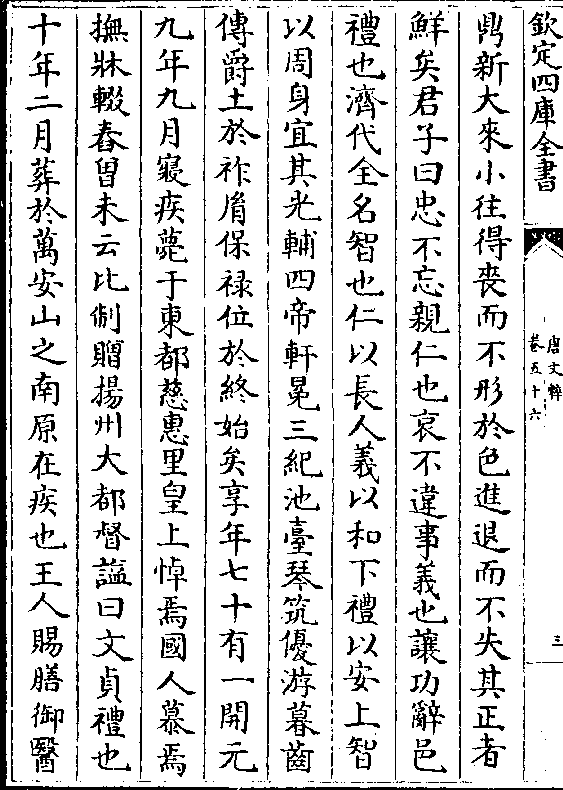 欽定四庫全書
唐文粹
卷五十六
三
鼎新大來小往得喪而不形於色進退而不失其正者
鮮矣君子曰忠不忘親仁也哀不違事義也讓功辭邑
禮也濟代全名智也仁以長人義以和下禮以安上智
以周身宜其光輔四帝軒冕三紀池臺琴筑優游暮齒
傳爵土於祚胤保禄位於終始矣享年七十有一開元
九年九月寢疾薨于東都慈惠里皇上悼焉國人慕焉
撫牀輟舂曽未云比制贈揚州大都督諡曰文貞禮也
十年二月葬於萬安山之南原在疾也王人賜膳御醫